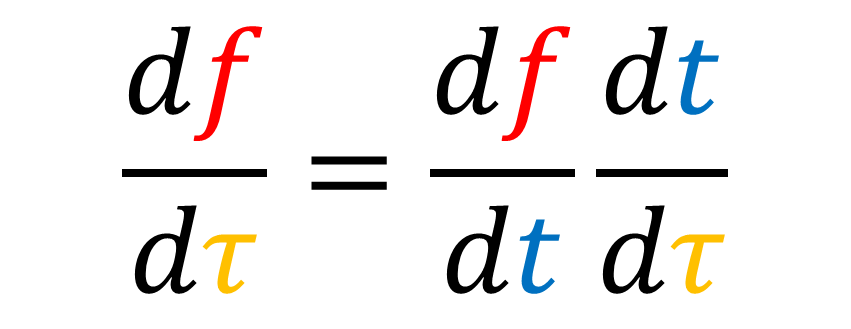 df/dτ = df/dt dt/dτ